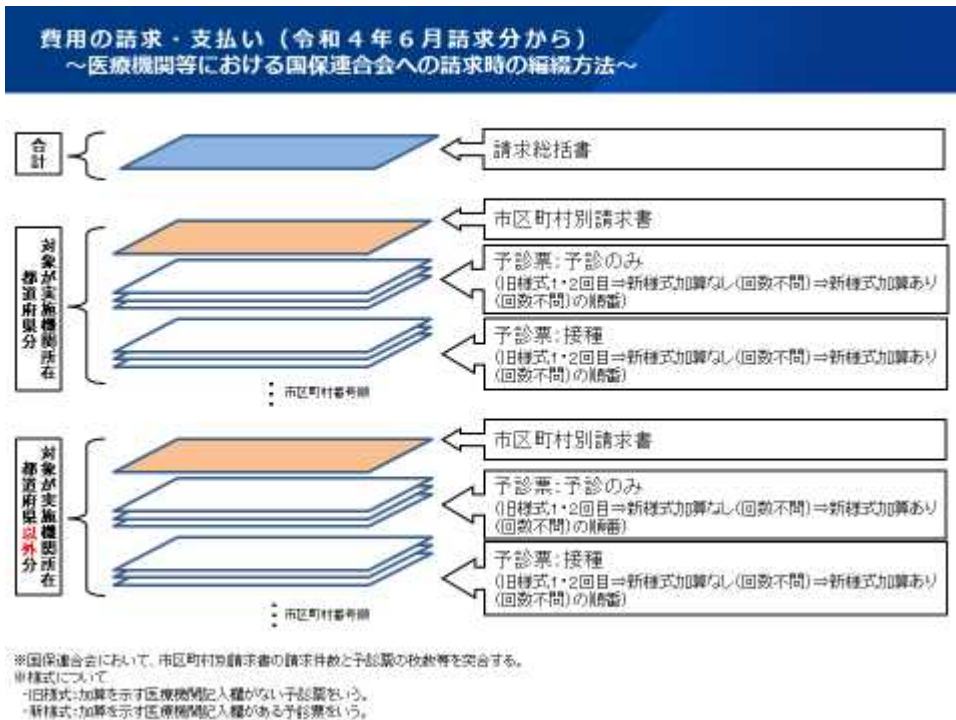 費用の請求・支払い（令和４年６月請求分から）
～医療機関等における国保連合会への請求時の編綴方法～
合計
請求総括書
対象が実施機関所在
都道府県分
市区町村別請求書
予診票：予診のみ
（旧様式1・2回目⇒新様式加算なし（回数不問）⇒新様式加算あり
（回数不問）の順番）
予診票：接種
（旧様式1・2回目⇒新様式加算なし（回数不問）⇒新様式加算あり
（回数不問）の順番）
市区町村番号順
対象が実施機関所在
都道府県以外分
市区町村別請求書
予診票：予診のみ
（旧様式1・2回目⇒新様式加算なし（回数不問）⇒新様式加算あり
（回数不問）の順番）
予診票：接種
（旧様式1・2回目⇒新様式加算なし（回数不問）⇒新様式加算あり
（回数不問）の順番）
市区町村番号順
※国保連合会において、市区町村別請求書の請求件数と予診票の枚数等を突合する。
※様式について
・旧様式：加算を示す医療機関記入欄がない予診票をいう。
・新様式：加算を示す医療機関記入欄がある予診票をいう。